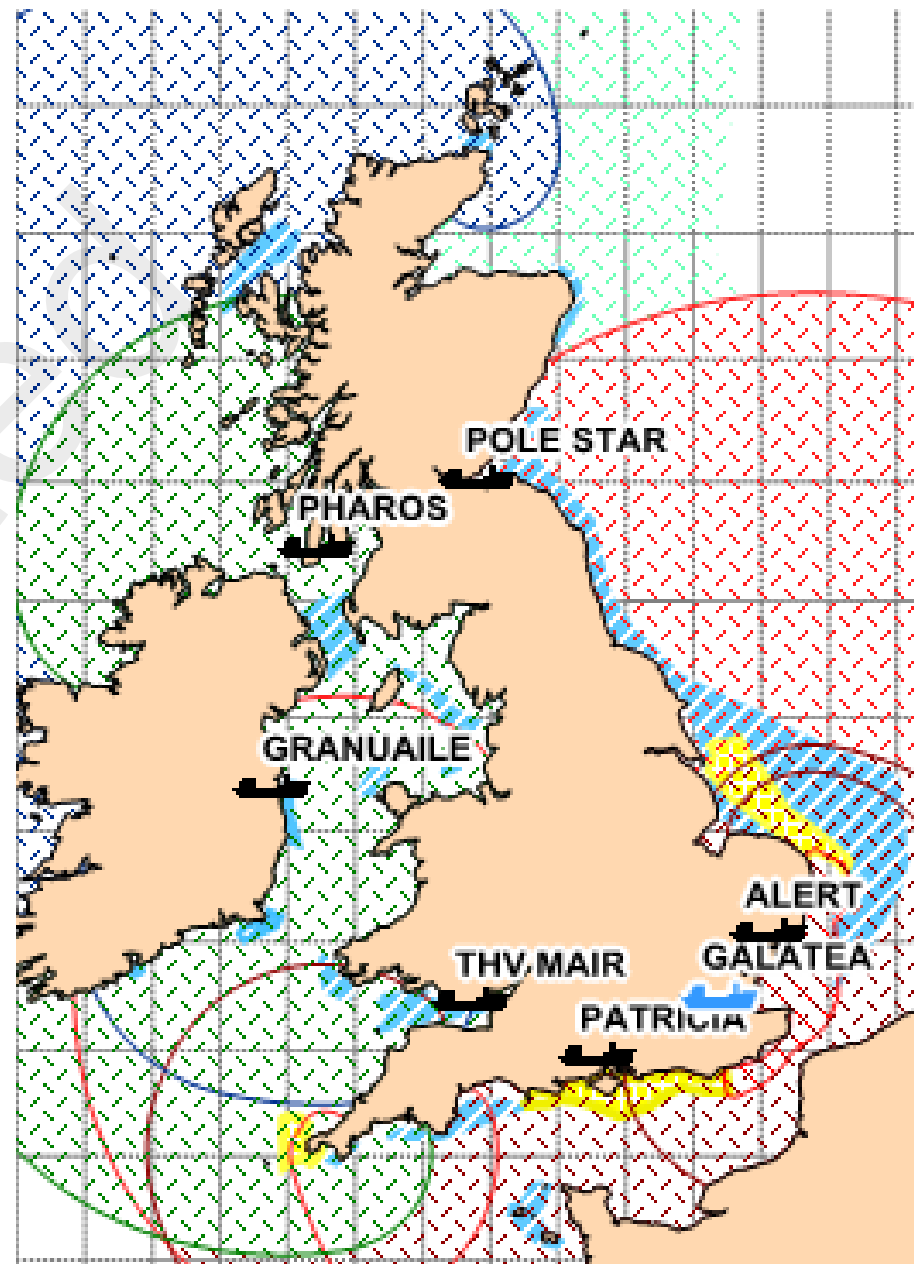 POLE STAR
PHAROS
GRANUAILE
ALERT
GALATEA
THV MAIR
PATRICIA